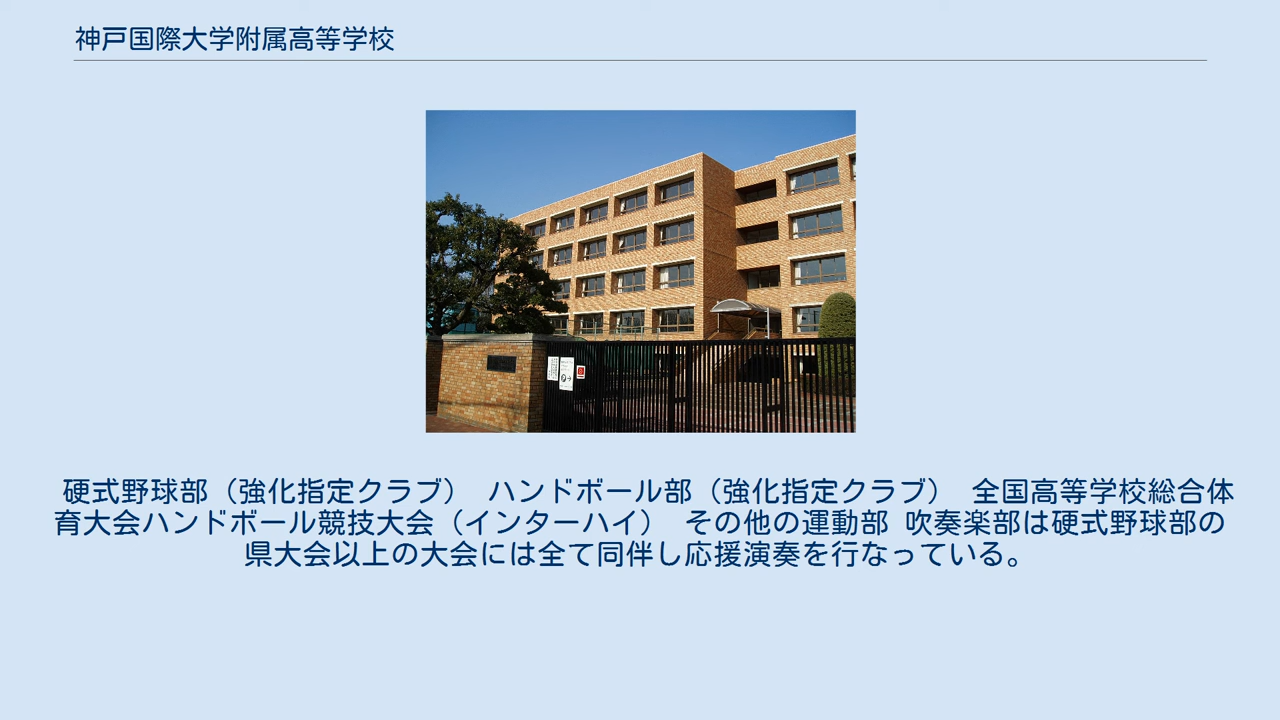 神戸国際大学附属高等学校
硬式野球部（強化指定クラブ） ハンドボール部（強化指定クラブ） 全国高等学校総合体
育大会ハンドボール競技大会（インターハイ） その他の運動部 吹奏楽部は硬式野球部の
県大会以上の大会には全て同伴し応援演奏を行なっている。